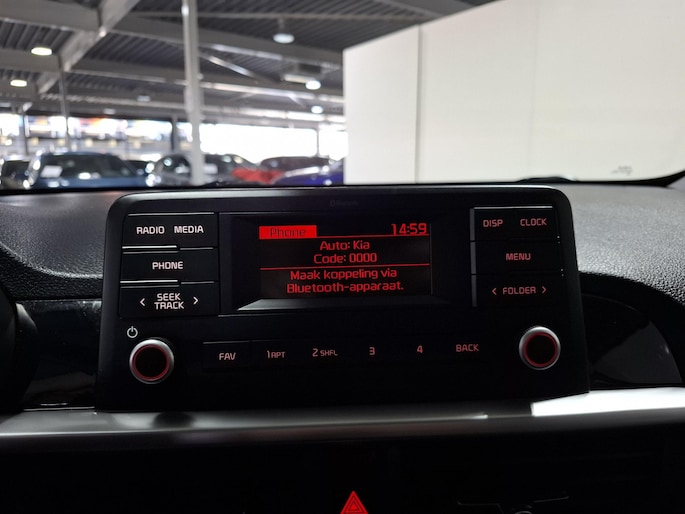 Bluetooth
RADIO MEDIA
PHONE
< SEEK >
TRACK
Phone 14:59
Auto: Kia
Code: 0000
Maak koppeling via
Bluetooth-apparaat.
DISP CLOCK
MENU
< FOLDER >
FAV 1 RPT 2 SHFL 3 4 BACK